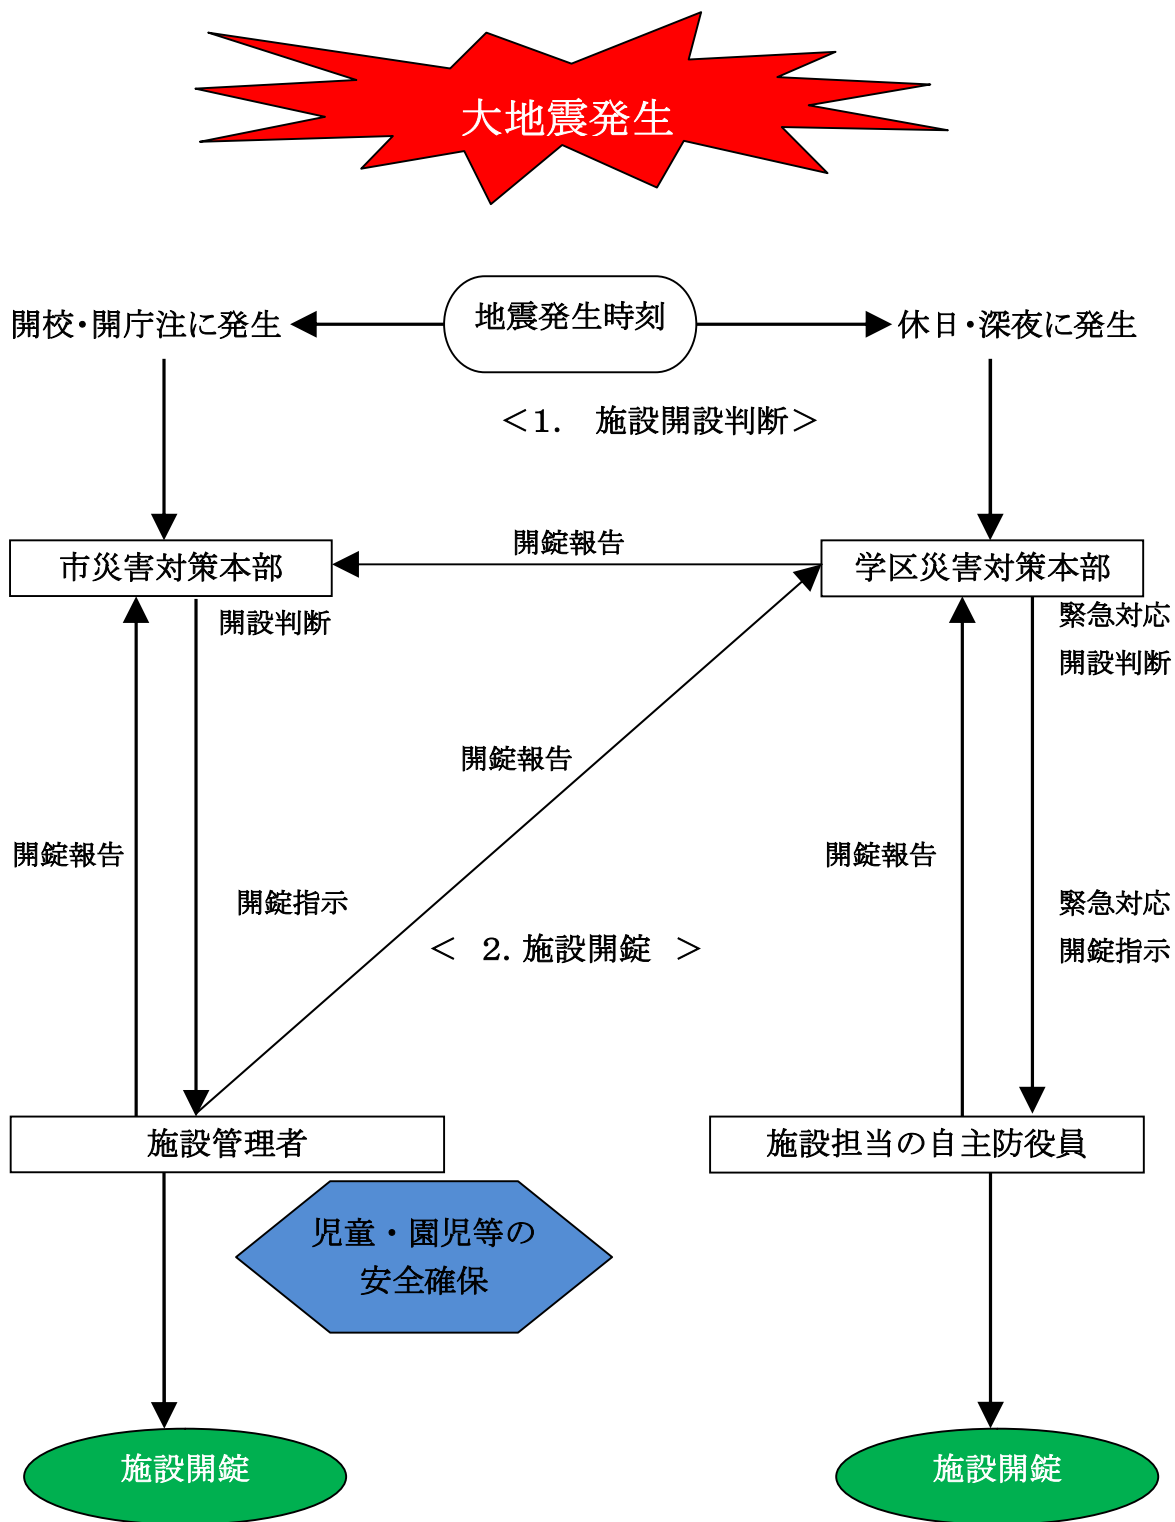 大地震発生
地震発生時刻
開校・開庁注に発生
休日・深夜に発生
＜1.　施設開設判断＞
市災害対策本部
開錠報告
学区災害対策本部
開設判断
緊急対応
開設判断
開錠報告
開錠報告
開錠報告
開錠指示
緊急対応
開錠指示
＜　2. 施設開錠　＞
施設管理者
施設担当の自主防役員
児童・園児等の
安全確保
施設開錠
施設開錠